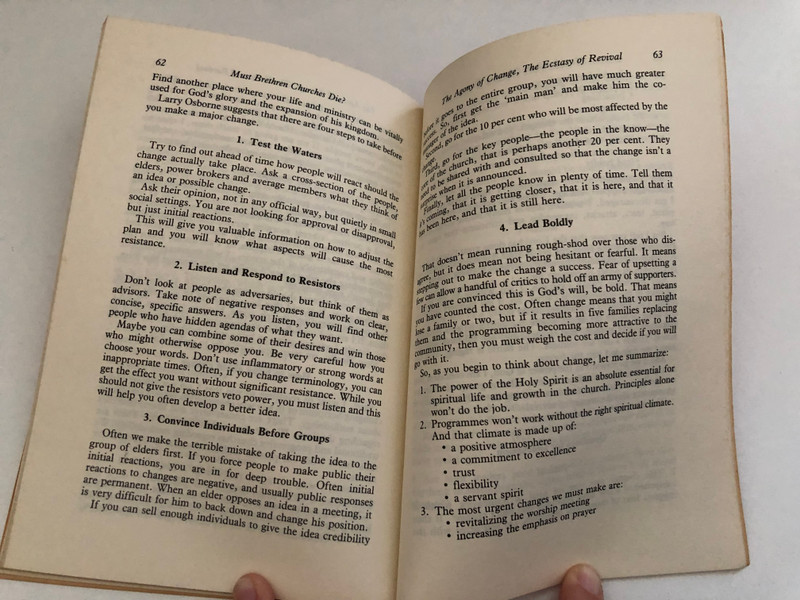 62
Must Brethren Churches Die?
Find another place where your life and ministry can be vitally
used for God's glory and the expansion of his kingdom.
Larry Osborne suggests that there are four steps to take before
you make a major change.
1. Test the Waters
Try to find out ahead of time how people will react should the
change actually take place. Ask a cross-section of the people,
elders, power brokers and average members what they think of
an idea or possible change.
Ask their opinion, not in any official way, but quietly in small
social settings. You are not looking for approval or disapproval,
but just initial reactions.
This will give you valuable information on how to adjust the
plan and you will know what aspects will cause the most
resistance.
2. Listen and Respond to Resistors
Don't look at people as adversaries, but think of them as
advisors. Take note of negative responses and work on clear,
concise, specific answers. As you listen, you will find other
people who have hidden agendas of what they want.
Maybe you can combine some of their desires and win those
who might otherwise oppose you. Be very careful how you
choose your words. Don't use inflammatory or strong words at
inappropriate times. Often, if you change terminology, you can
get the effect you want without significant resistance. While you
should not give the resistors veto power, you must listen and this
will help you often develop a better idea.
3. Convince Individuals Before Groups
Often we make the terrible mistake of taking the idea to the
group of elders first. If you force people to make public their
initial reactions, you are in for deep trouble. Often initial
reactions to changes are negative, and usually public responses
are permanent. When an elder opposes an idea in a meeting, it
is very difficult for him to back down and change his position.
If you can sell enough individuals to give the idea credibility
The Agony of Change, The Ecstasy of Revival
63
it goes to the entire group, you will have much greater
So, first get the 'main man' and make him the co-
of the idea.
Second, go for the 10 per cent who will be most affected by the
Third, go for the key people—the people in the know—the
of the church, that is perhaps another 20 per cent. They
to be shared with and consulted so that the change isn't a
when it is announced.
Finally, let all the people know in plenty of time. Tell them
it's coming, that it is getting closer, that it is here, and that it
has been here, and that it is still here.
4. Lead Boldly
That doesn't mean running rough-shod over those who dis-
agree, but it does mean not being hesitant or fearful. It means
stepping out to make the change a success. Fear of upsetting a
few can allow a handful of critics to hold off an army of supporters.
If you are convinced this is God's will, be bold. That means
you have counted the cost. Often change means that you might
lose a family or two, but if it results in five families replacing
them and the programming becoming more attractive to the
community, then you must weigh the cost and decide if you will
go with it.
So, as you begin to think about change, let me summarize:
1. The power of the Holy Spirit is an absolute essential for
spiritual life and growth in the church. Principles alone
won't do the job.
2. Programmes won't work without the right spiritual climate.
And that climate is made up of:
• a positive atmosphere
• a commitment to excellence
• trust
• flexibility
• a servant spirit
3. The most urgent changes we must make are:
• revitalizing the worship meeting
• increasing the emphasis on prayer